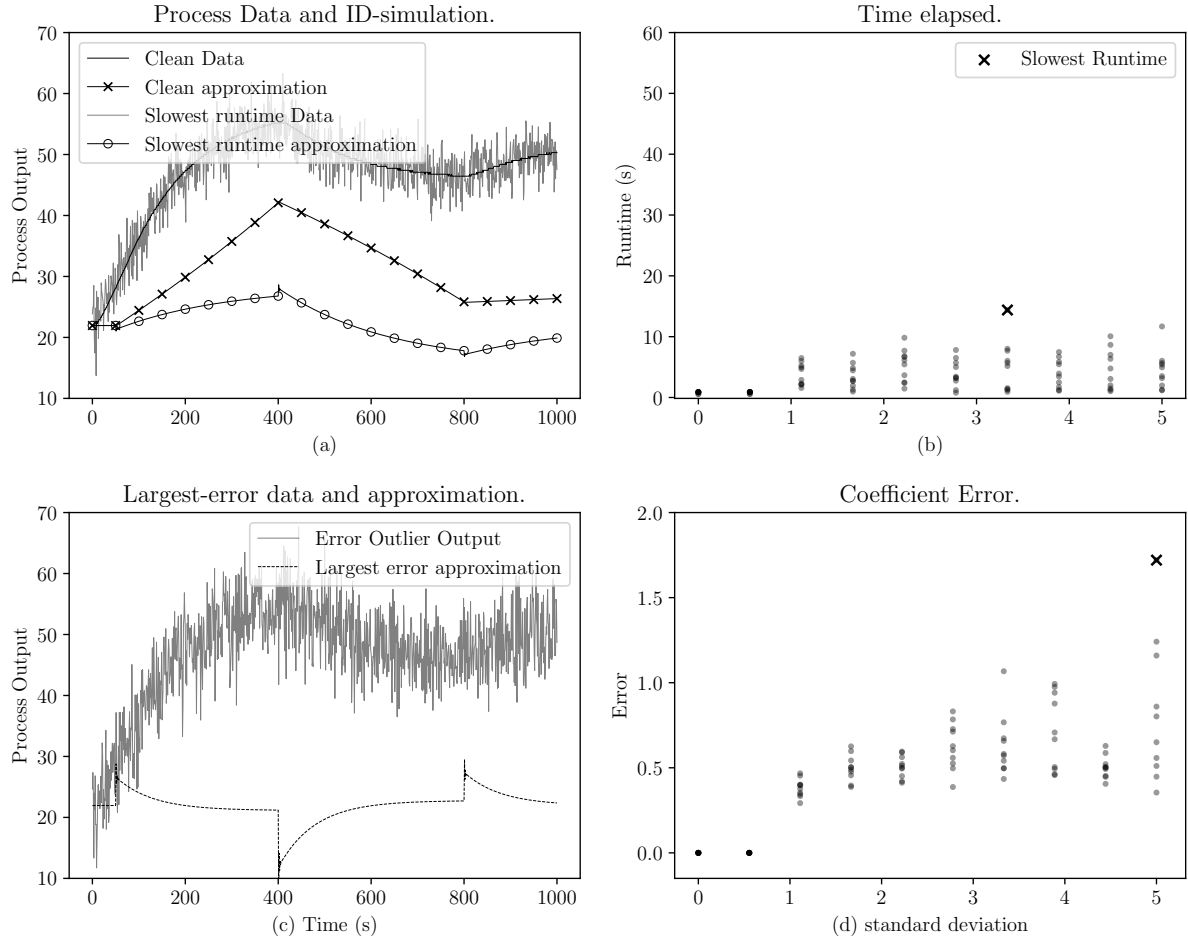 Process Data and ID-simulation.
70
60
50
40
30
20
10
Process Output
Clean Data
Clean approximation
Slowest runtime Data
Slowest runtime approximation
0 200 400 600 800 1000
(a)
Time elapsed.
60
50
40
30
20
10
0
Runtime (s)
Slowest Runtime
0 1 2 3 4 5
(b)
Largest-error data and approximation.
70
60
50
40
30
20
10
Process Output
Error Outlier Output
Largest error approximation
0 200 400 600 800 1000
(c) Time (s)
Coefficient Error.
2.0
1.5
1.0
0.5
0.0
Error
0 1 2 3 4 5
(d) standard deviation